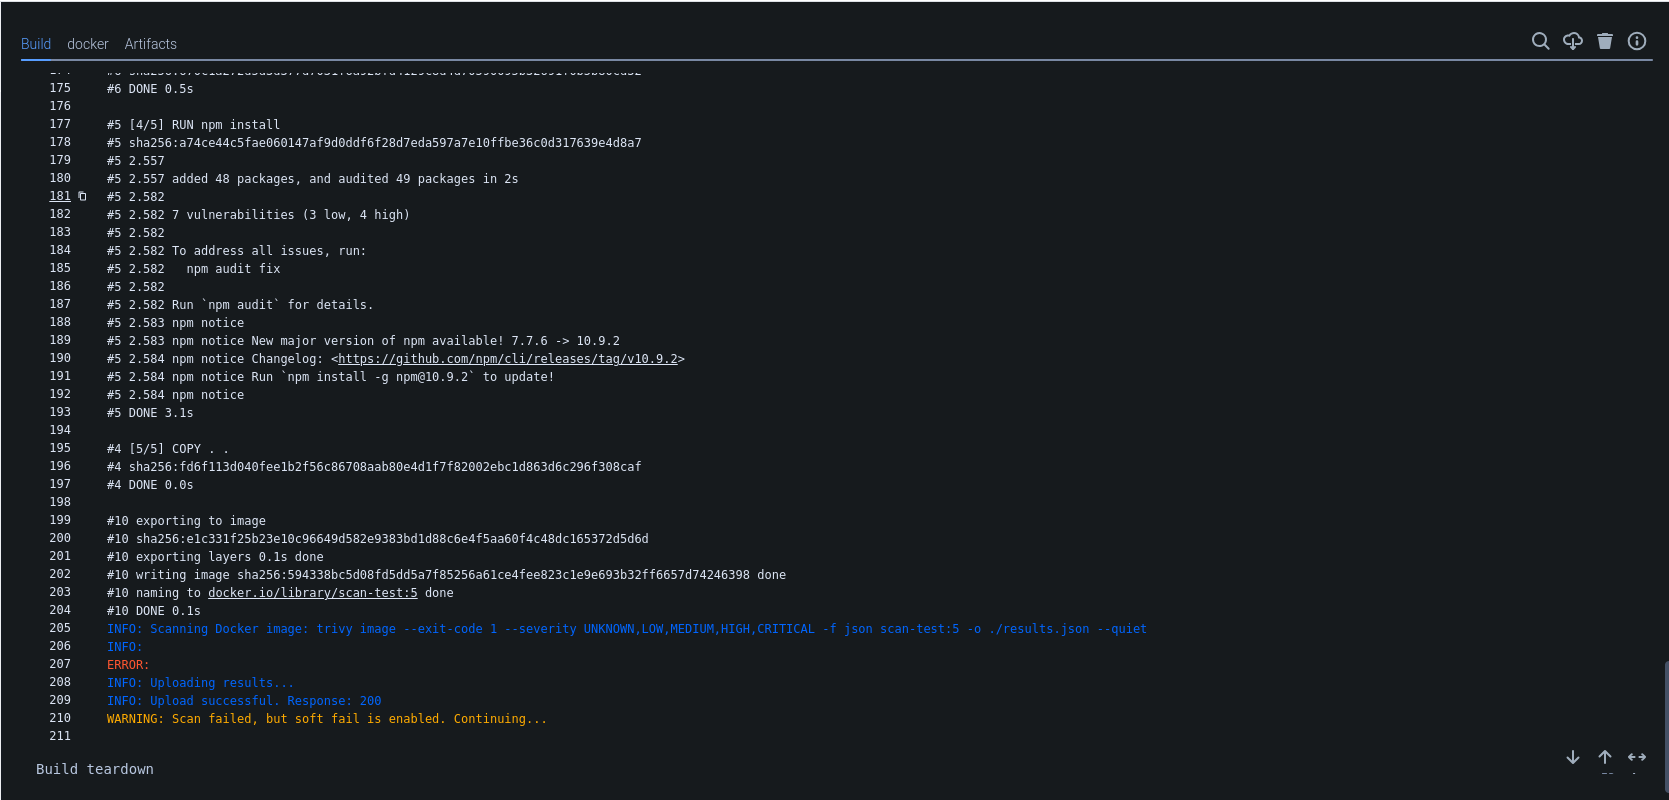 Build docker Artifacts
175 #6 DONE 0.5s
176
177 #5 [4/5] RUN npm install
178 #5 sha256:a74ce44c5fae060147af9d0ddf6f28d7eda597a7e10ffbe36c0d317639e4d8a7
179 #5 2.557
180 #5 2.557 added 48 packages, and audited 49 packages in 2s
181 #5 2.582
182 #5 2.582 7 vulnerabilities (3 low, 4 high)
183 #5 2.582
184 #5 2.582 To address all issues, run:
185 #5 2.582   npm audit fix
186 #5 2.582
187 #5 2.582 Run `npm audit` for details.
188 #5 2.583 npm notice
189 #5 2.583 npm notice New major version of npm available! 7.7.6 -> 10.9.2
190 #5 2.584 npm notice Changelog: <https://github.com/npm/cli/releases/tag/v10.9.2>
191 #5 2.584 npm notice Run `npm install -g npm@10.9.2` to update!
192 #5 2.584 npm notice
193 #5 DONE 3.1s
194
195 #4 [5/5] COPY . .
196 #4 sha256:fd6f113d040fee1b2f56c86708aab80e4d1f7f82002ebc1d863d6c296f308caf
197 #4 DONE 0.0s
198
199 #10 exporting to image
200 #10 sha256:e1c331f25b23e10c96649d582e9383bd1d88c6e4f5aa60f4c48dc165372d5d6d
201 #10 exporting layers 0.1s done
202 #10 writing image sha256:594338bc5d08fd5dd5a7f85256a61ce4fee823c1e9e693b32ff6657d74246398 done
203 #10 naming to docker.io/library/scan-test:5 done
204 #10 DONE 0.1s
205 INFO: Scanning Docker image: trivy image --exit-code 1 --severity UNKNOWN,LOW,MEDIUM,HIGH,CRITICAL -f json scan-test:5 -o ./results.json --quiet
206 INFO:
207 ERROR:
208 INFO: Uploading results...
209 INFO: Upload successful. Response: 200
210 WARNING: Scan failed, but soft fail is enabled. Continuing...
211
Build teardown